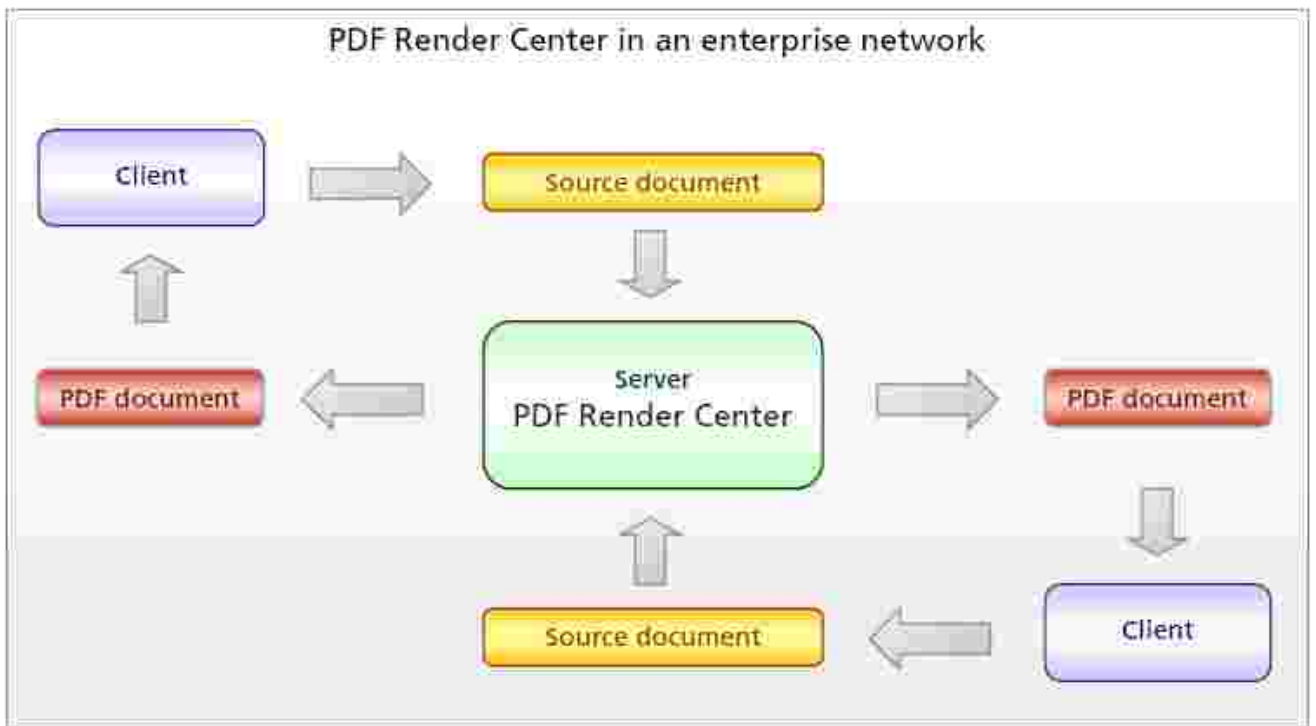 PDF Render Center in an enterprise network
Client
Source document
PDF document
Server
PDF Render Center
PDF document
Source document
Client